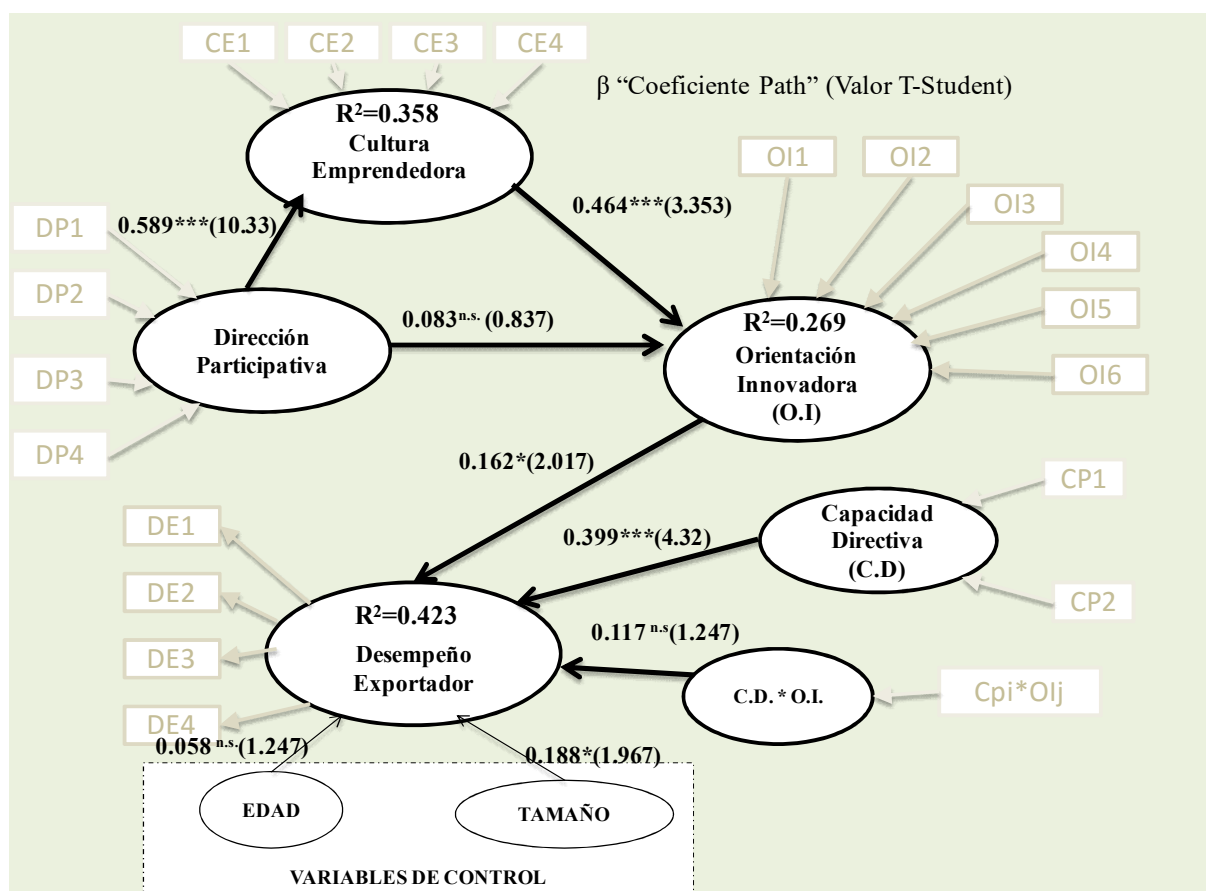 CE1
CE2
CE3
CE4
β “Coeficiente Path” (Valor T-Student)
R²=0.358
Cultura
Emprendedora
OI1
OI2
OI3
OI4
OI5
OI6
0.589***(10.33)
0.464***(3.353)
DP1
DP2
DP3
DP4
Dirección
Participativa
0.083n.s. (0.837)
R²=0.269
Orientación
Innovadora
(O.I)
0.162*(2.017)
CP1
CP2
Capacidad
Directiva
(C.D)
0.399***(4.32)
DE1
DE2
DE3
DE4
R²=0.423
Desempeño
Exportador
0.117 n.s(1.247)
C.D. * O.I.
Cpi*OIj
0.058 n.s.(1.247)
0.188*(1.967)
EDAD
TAMAÑO
VARIABLES DE CONTROL